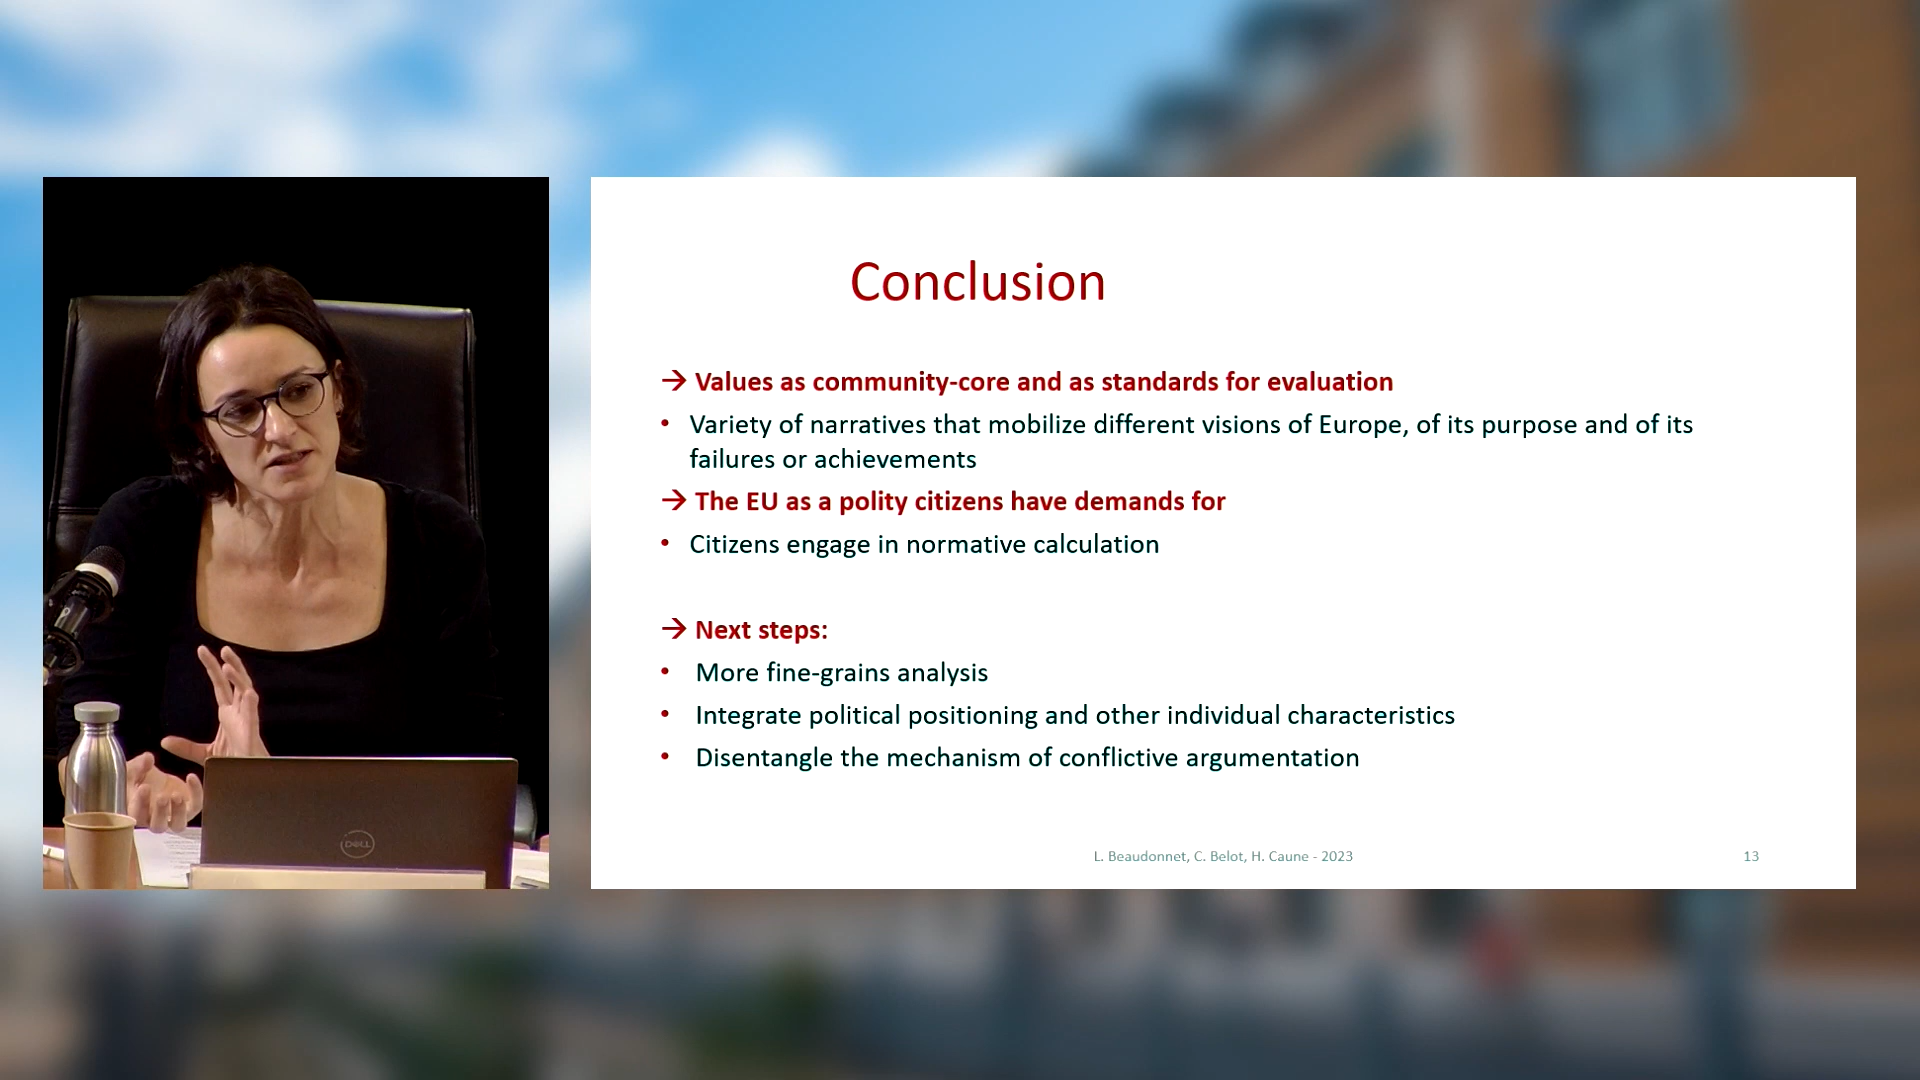 Conclusion
→ Values as community-core and as standards for evaluation
• Variety of narratives that mobilize different visions of Europe, of its purpose and of its
failures or achievements
→ The EU as a polity citizens have demands for
• Citizens engage in normative calculation
→ Next steps:
• More fine-grains analysis
• Integrate political positioning and other individual characteristics
• Disentangle the mechanism of conflictive argumentation
L. Beaudonnet, C. Belot, H. Caune - 2023
13
DELL